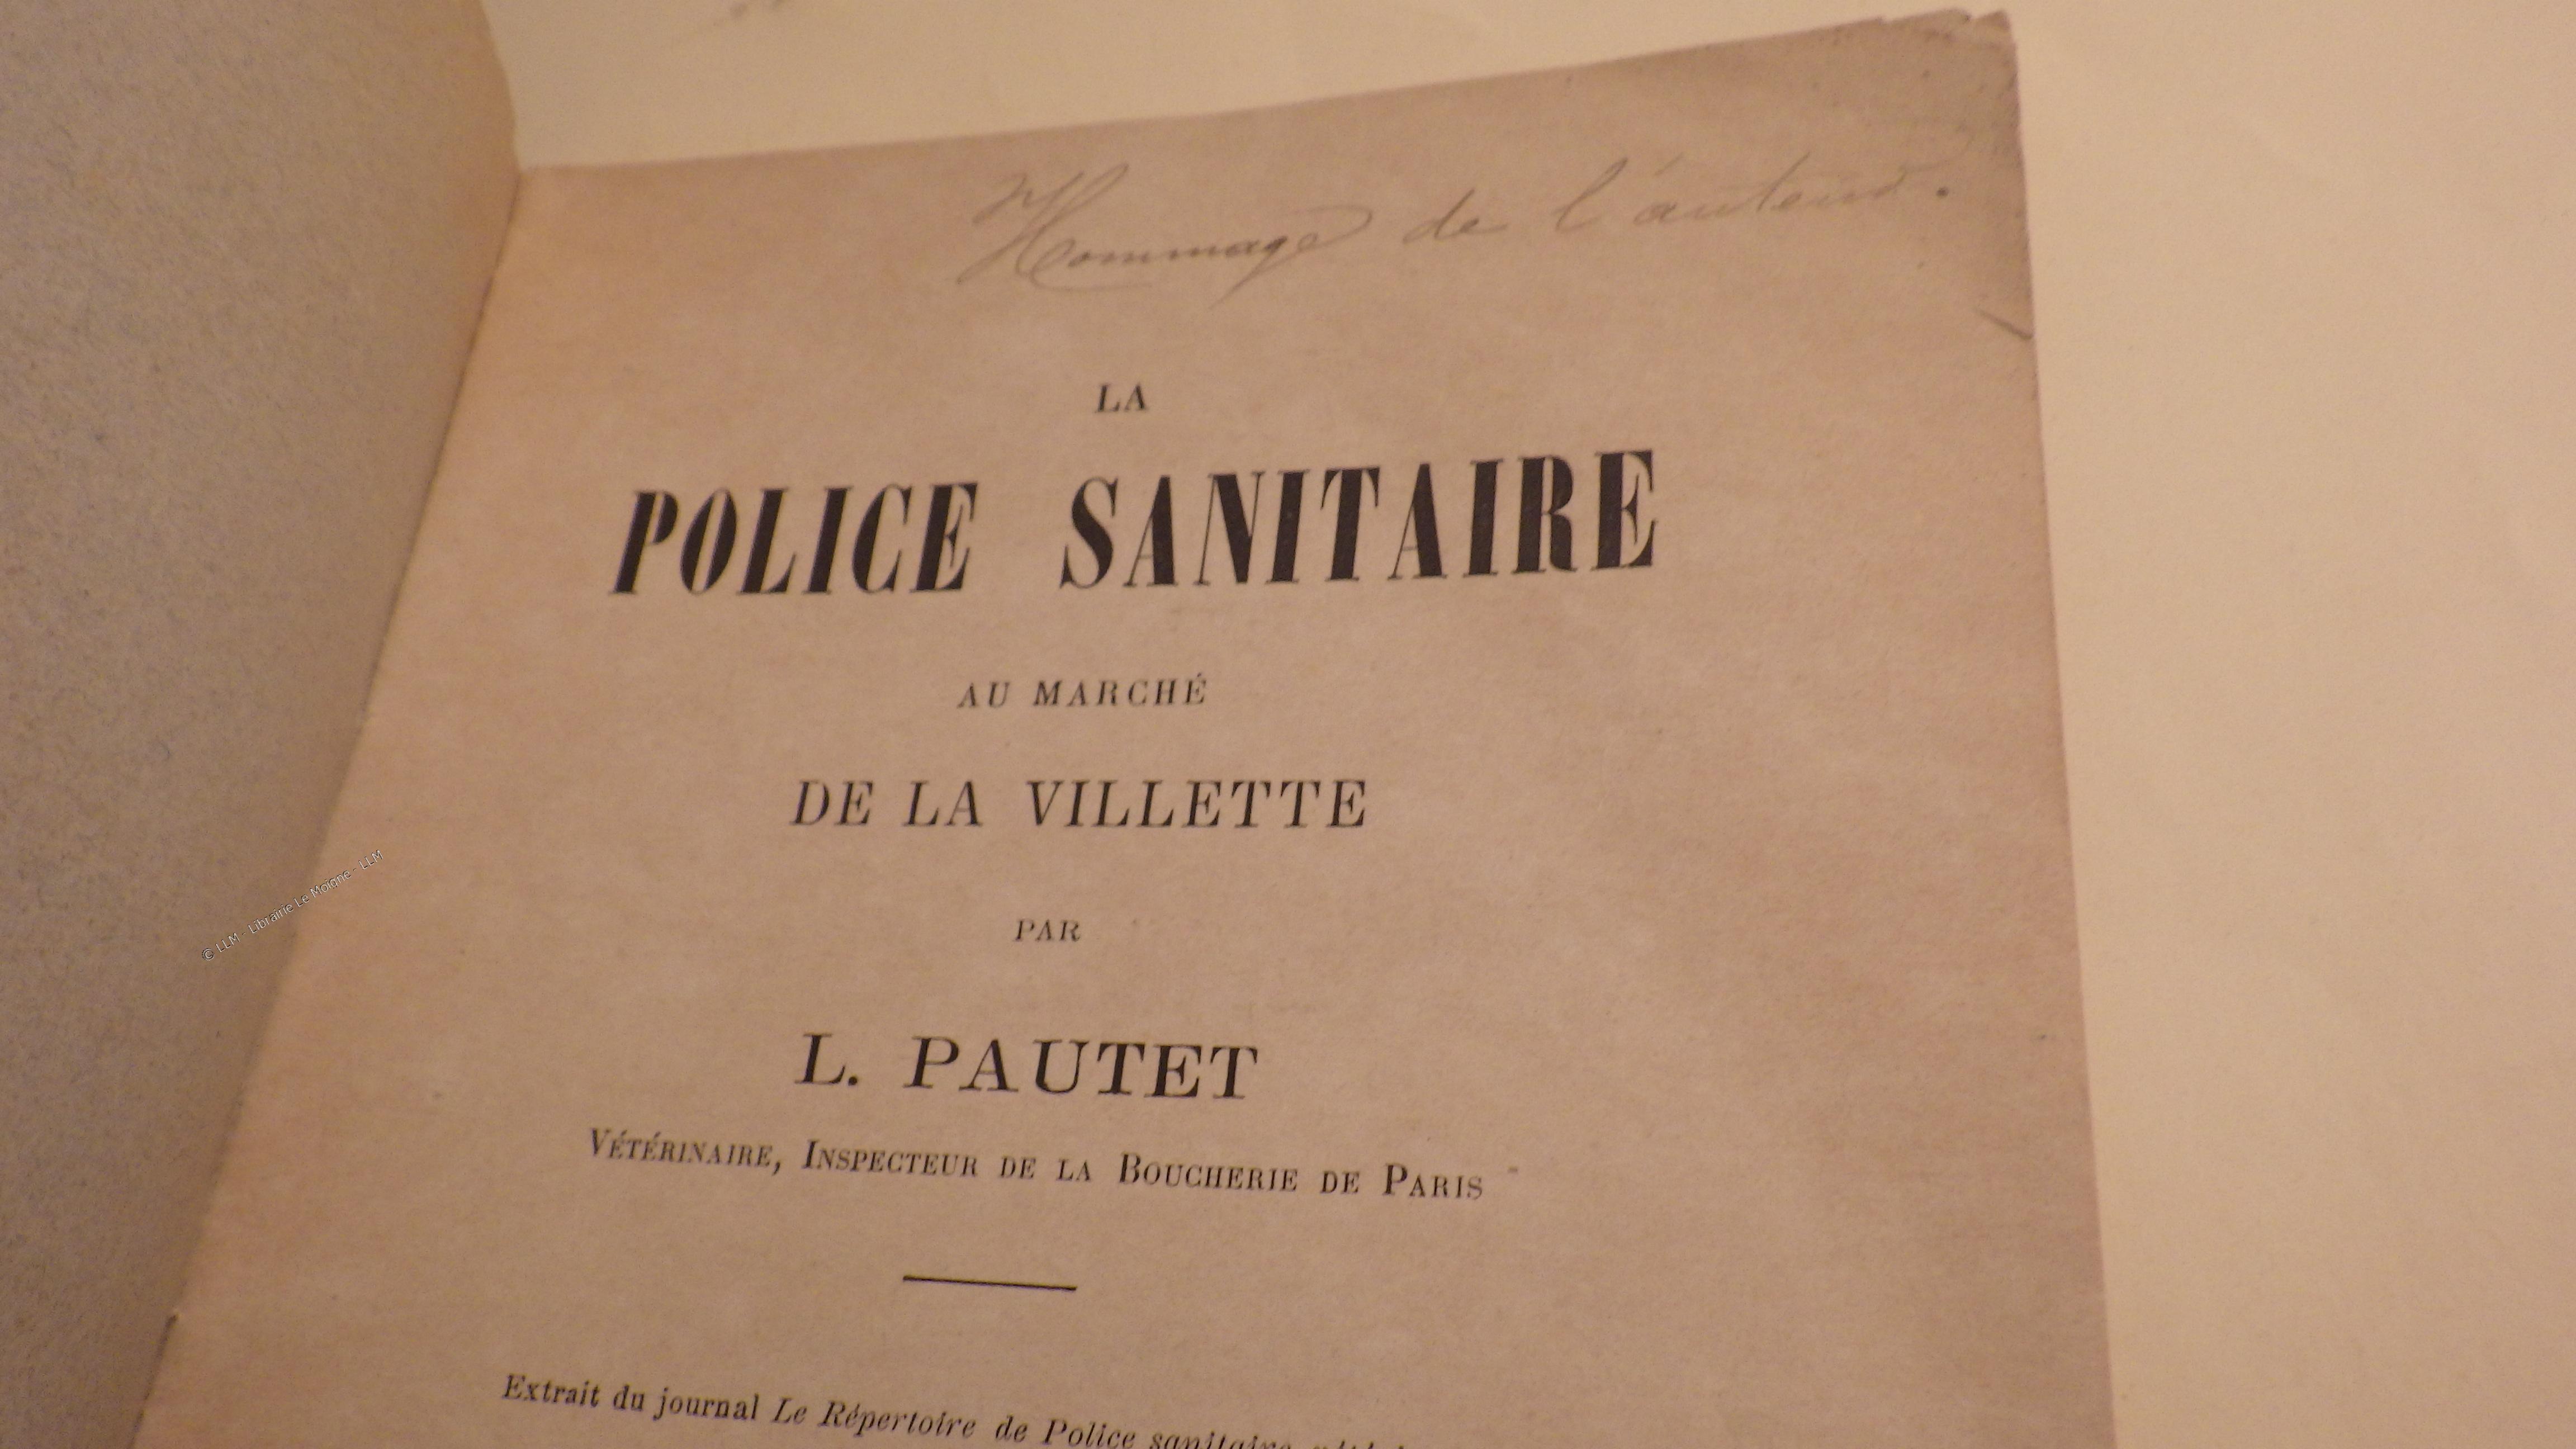 Hommage de l'auteur.
LA
POLICE SANITAIRE
AU MARCHÉ
DE LA VILLETTE
PAR
L. PAUTET
VÉTÉRINAIRE, INSPECTEUR DE LA BOUCHERIE DE PARIS
Extrait du journal Le Répertoire de Police sanitaire
© LLM - Librairie Le Moïgne - LLM